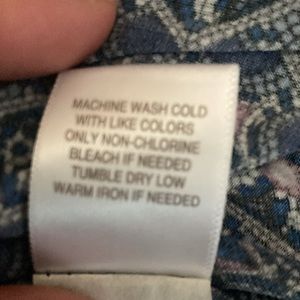 MACHINE WASH COLD
WITH LIKE COLORS
ONLY NON-CHLORINE
BLEACH IF NEEDED
TUMBLE DRY LOW
WARM IRON IF NEEDED